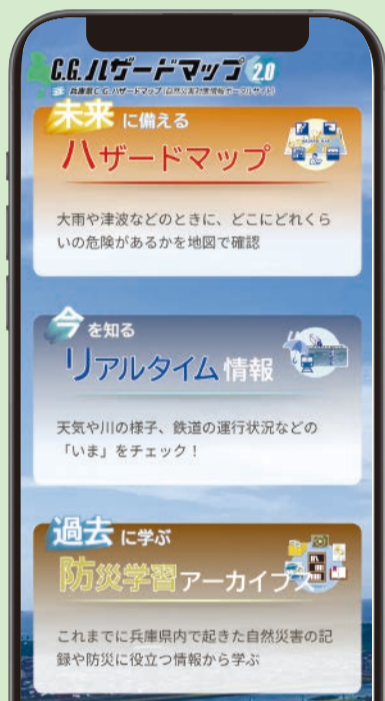 C.G.ハザードマップ2.0
兵庫県C.G.ハザードマップ(自然災害対策情報ポータルサイト)
未来に備える
ハザードマップ
大雨や津波などのときに、どこにどれくら
いの危険があるかを地図で確認
今を知る
リアルタイム情報
天気や川の様子、鉄道の運行状況などの
「いま」をチェック！
過去に学ぶ
防災学習アーカイブス
これまでに兵庫県内で起きた自然災害の記
録や防災に役立つ情報から学ぶ